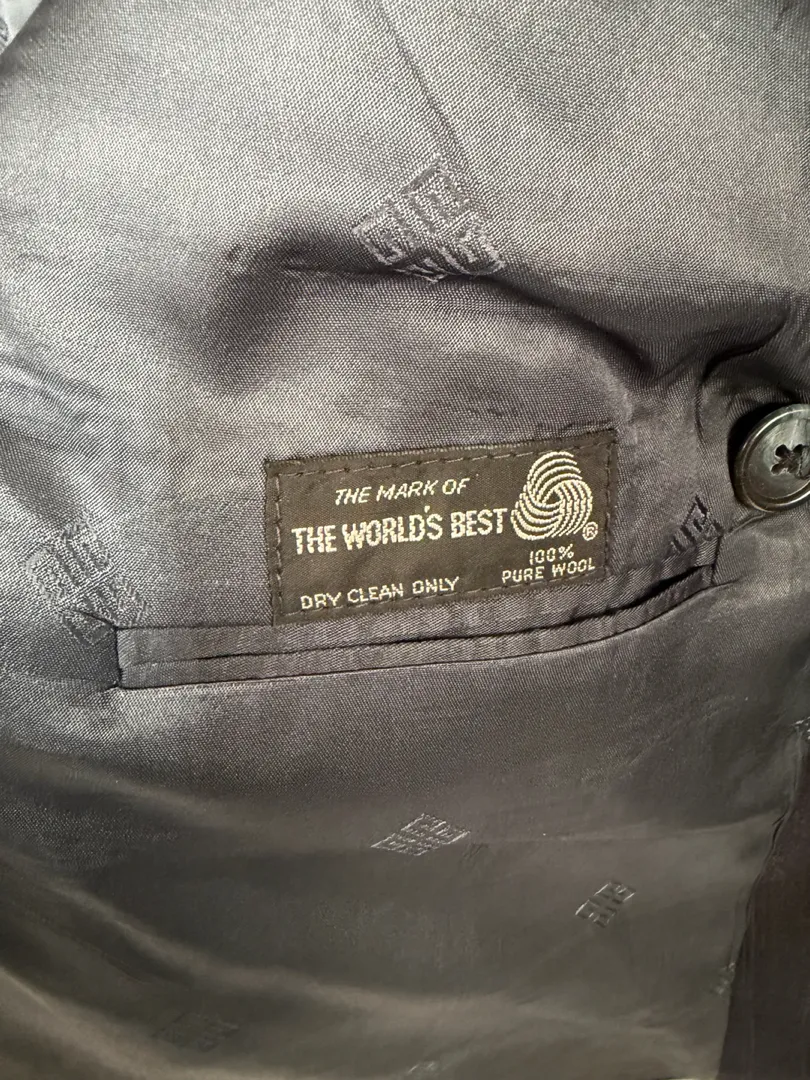 THE MARK OF
THE WORLD'S BEST
®
100%
PURE WOOL
DRY CLEAN ONLY